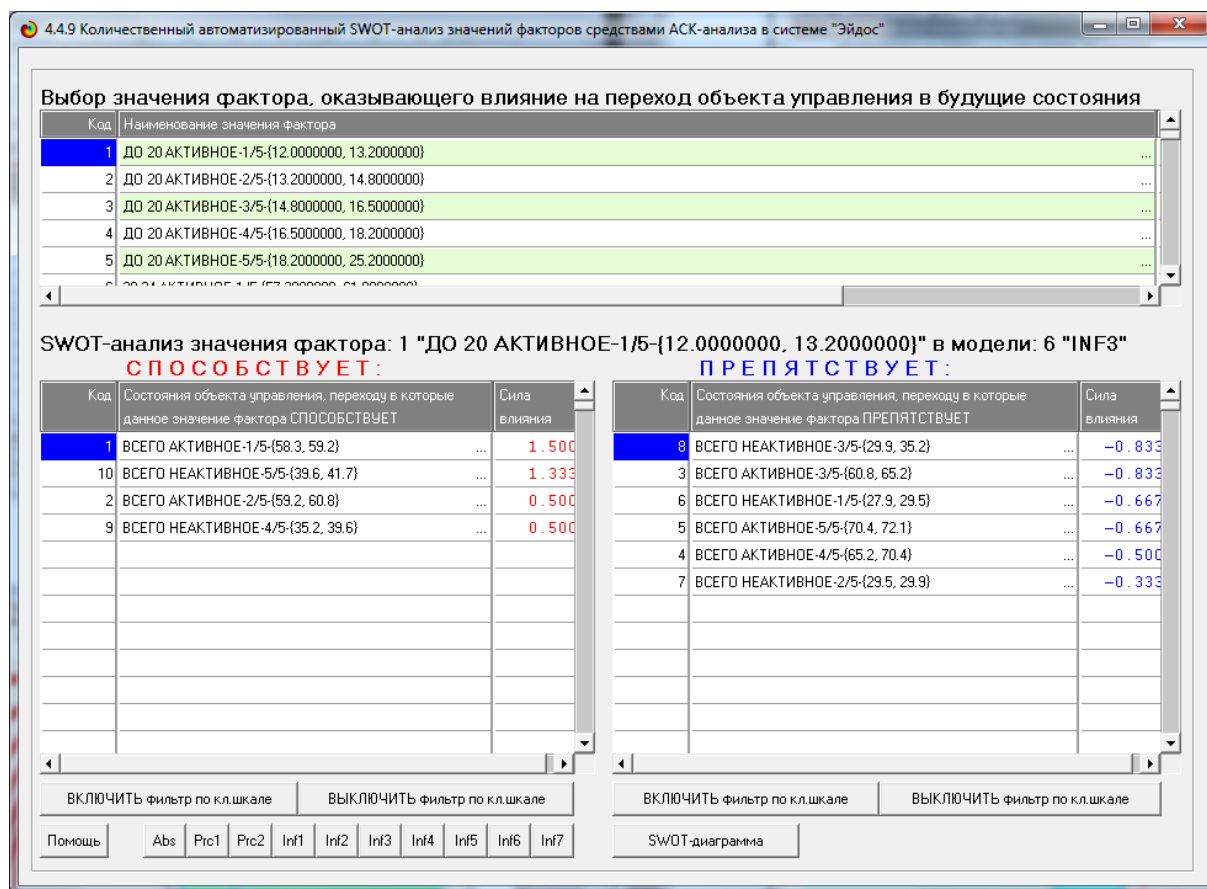 4.4.9 Количественный автоматизированный SWOT-анализ значений факторов средствами АСК-анализа в системе "Эйдос"
Выбор значения фактора, оказывающего влияние на переход объекта управления в будущие состояния
Код Наименование значения фактора
1 ДО 20 АКТИВНОЕ-1/5-{12.0000000, 13.2000000} ...
2 ДО 20 АКТИВНОЕ-2/5-{13.2000000, 14.8000000} ...
3 ДО 20 АКТИВНОЕ-3/5-{14.8000000, 16.5000000} ...
4 ДО 20 АКТИВНОЕ-4/5-{16.5000000, 18.2000000} ...
5 ДО 20 АКТИВНОЕ-5/5-{18.2000000, 25.2000000} ...
SWOT-анализ значения фактора: 1 "ДО 20 АКТИВНОЕ-1/5-{12.0000000, 13.2000000}" в модели: 6 "INF3"
СПОСОБСТВУЕТ:
Код Состояния объекта управления, переходу в которые Сила
данное значение фактора СПОСОБСТВУЕТ влияния
1 ВСЕГО АКТИВНОЕ-1/5-{58.3, 59.2} ... 1.500
10 ВСЕГО НЕАКТИВНОЕ-5/5-{39.6, 41.7} ... 1.333
2 ВСЕГО АКТИВНОЕ-2/5-{59.2, 60.8} ... 0.500
9 ВСЕГО НЕАКТИВНОЕ-4/5-{35.2, 39.6} ... 0.500
ПРЕПЯТСТВУЕТ:
Код Состояния объекта управления, переходу в которые Сила
данное значение фактора ПРЕПЯТСТВУЕТ влияния
8 ВСЕГО НЕАКТИВНОЕ-3/5-{29.9, 35.2} ... -0.833
3 ВСЕГО АКТИВНОЕ-3/5-{60.8, 65.2} ... -0.833
6 ВСЕГО НЕАКТИВНОЕ-1/5-{27.9, 29.5} ... -0.667
5 ВСЕГО АКТИВНОЕ-5/5-{70.4, 72.1} ... -0.667
4 ВСЕГО АКТИВНОЕ-4/5-{65.2, 70.4} ... -0.500
7 ВСЕГО НЕАКТИВНОЕ-2/5-{29.5, 29.9} ... -0.333
ВКЛЮЧИТЬ фильтр по кл.шкале ВЫКЛЮЧИТЬ фильтр по кл.шкале ВКЛЮЧИТЬ фильтр по кл.шкале ВЫКЛЮЧИТЬ фильтр по кл.шкале
Помощь Abs Prc1 Prc2 Inf1 Inf2 Inf3 Inf4 Inf5 Inf6 Inf7 SWOT-диаграмма